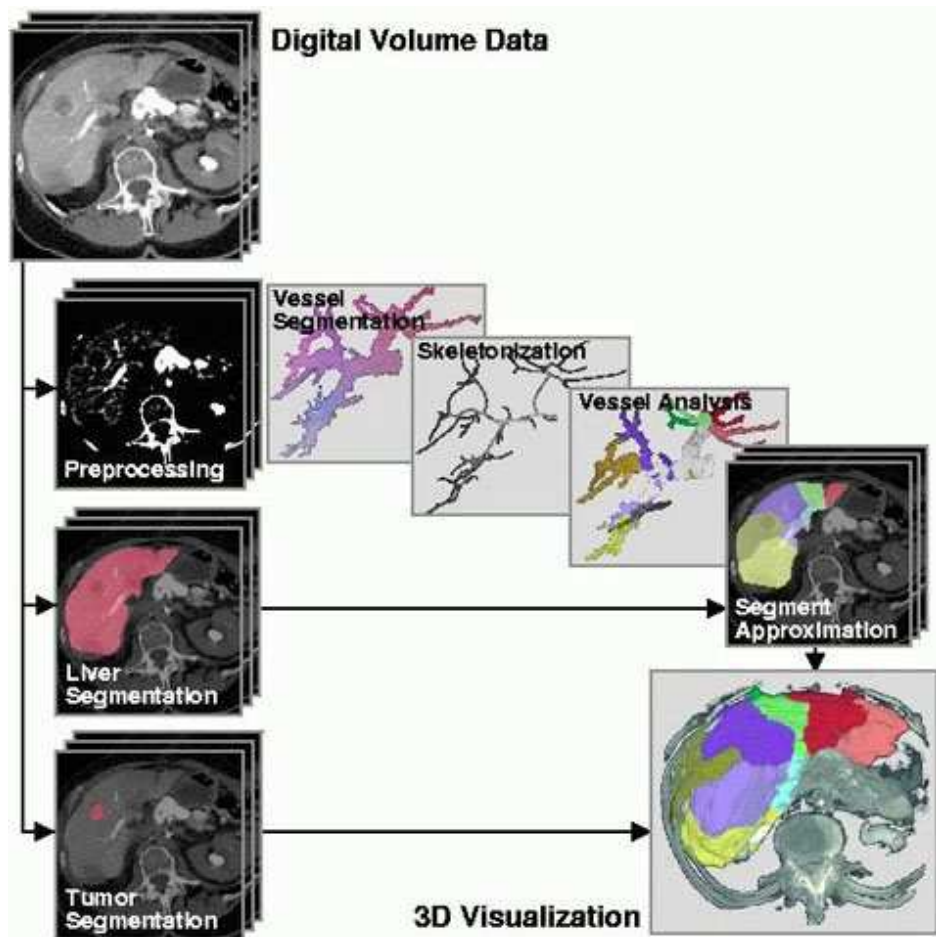 Digital Volume Data
Vessel
Segmentation
Skeletonization
Vessel Analysis
Preprocessing
Segment
Approximation
Liver
Segmentation
Tumor
Segmentation
3D Visualization